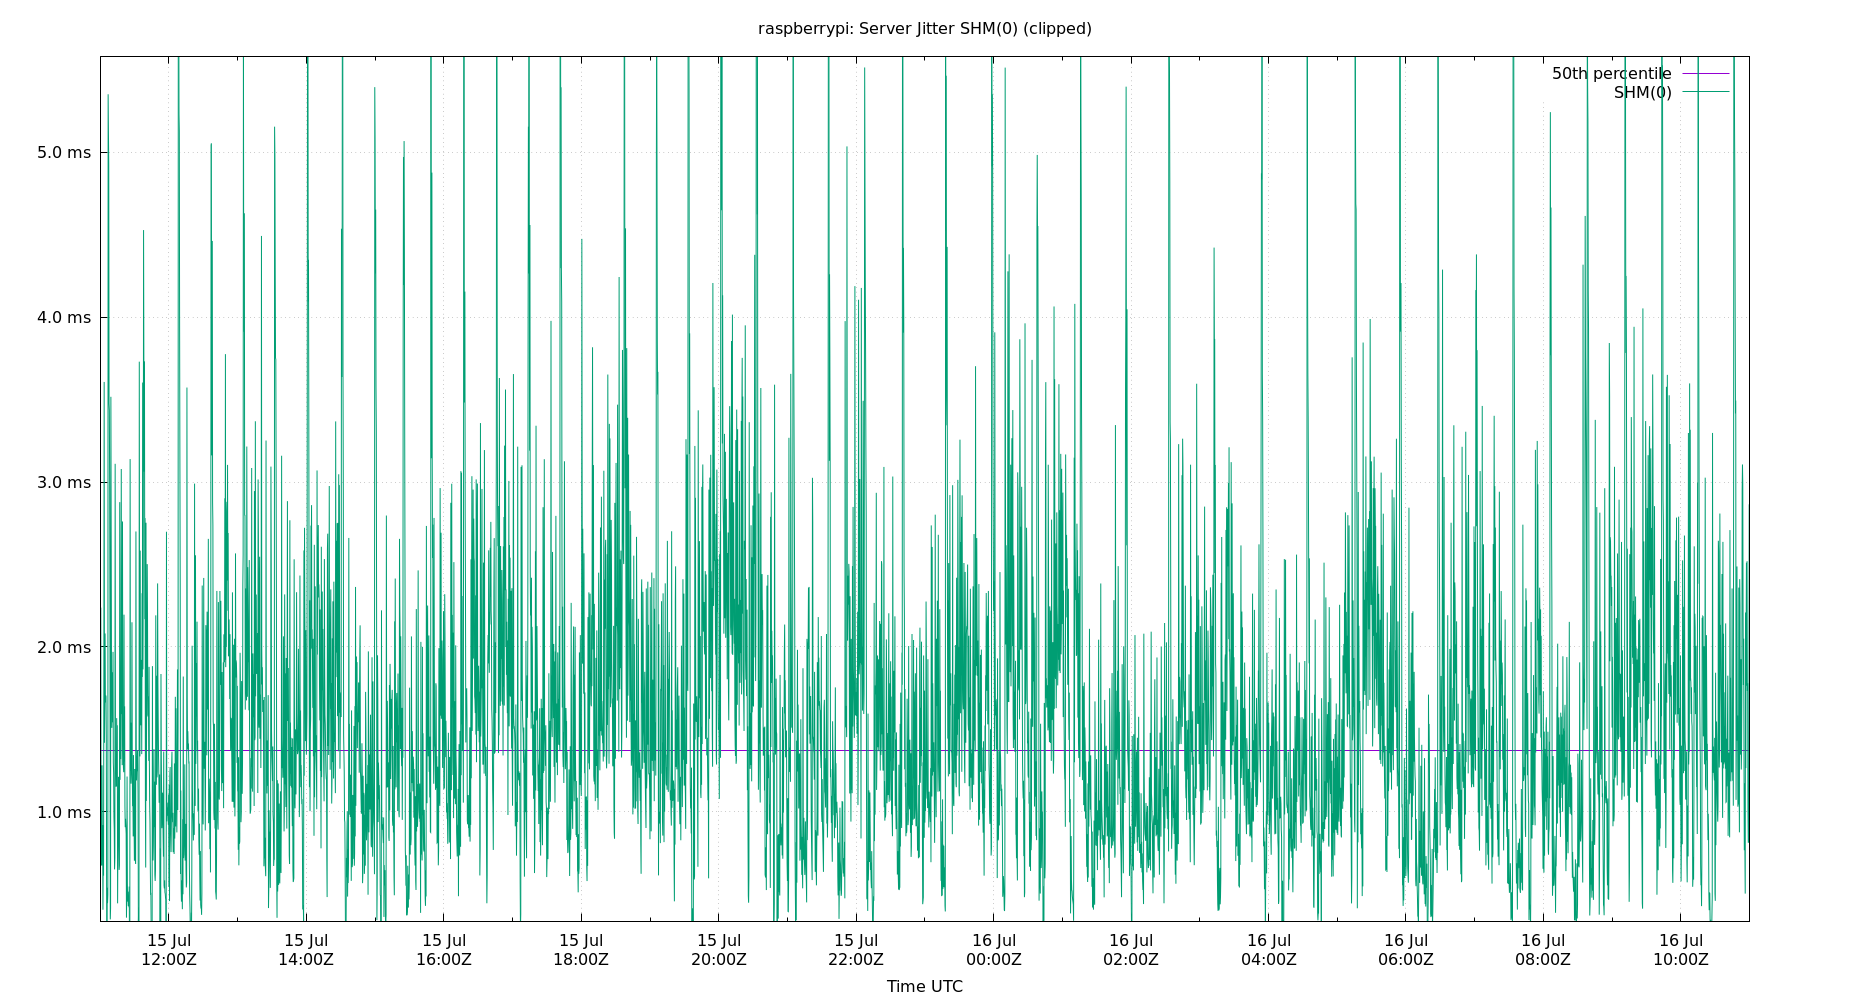 raspberrypi: Server Jitter SHM(0) (clipped)
50th percentile
SHM(0)
5.0 ms
4.0 ms
3.0 ms
2.0 ms
1.0 ms
15 Jul 15 Jul 15 Jul 15 Jul 15 Jul 15 Jul 16 Jul 16 Jul 16 Jul 16 Jul 16 Jul 16 Jul
12:00Z 14:00Z 16:00Z 18:00Z 20:00Z 22:00Z 00:00Z 02:00Z 04:00Z 06:00Z 08:00Z 10:00Z
Time UTC